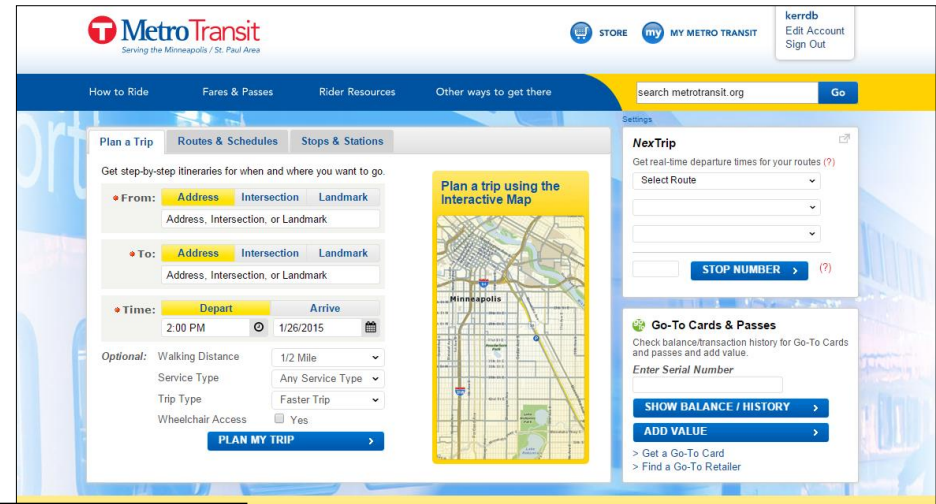 MetroTransit
Serving the Minneapolis / St. Paul Area
STORE
my MY METRO TRANSIT
kerrdb
Edit Account
Sign Out
How to Ride
Fares & Passes
Rider Resources
Other ways to get there
search metrotransit.org
Go
Settings
Plan a Trip
Routes & Schedules
Stops & Stations
Get step-by-step itineraries for when and where you want to go.
From:
Address Intersection Landmark
Address, Intersection, or Landmark
To:
Address Intersection Landmark
Address, Intersection, or Landmark
Time:
Depart Arrive
2:00 PM 1/26/2015
Optional: Walking Distance 1/2 Mile
Service Type Any Service Type
Trip Type Faster Trip
Wheelchair Access Yes
PLAN MY TRIP
Plan a trip using the
Interactive Map
Minneapolis
NexTrip
Get real-time departure times for your routes (?)
Select Route
STOP NUMBER > (?)
Go-To Cards & Passes
Check balance/transaction history for Go-To Cards
and passes and add value.
Enter Serial Number
SHOW BALANCE / HISTORY >
ADD VALUE >
> Get a Go-To Card
> Find a Go-To Retailer